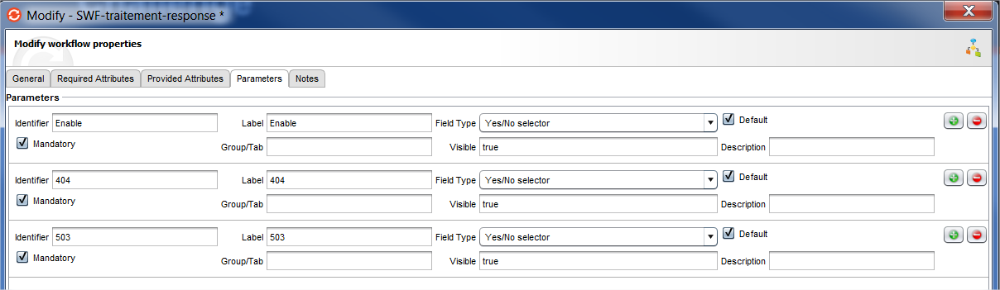 Modify - SWF-traitement-response *
X
Modify workflow properties
General Required Attributes Provided Attributes Parameters Notes
Parameters
Identifier Enable Label Enable Field Type Yes/No selector Default
Mandatory Group/Tab Visible true Description
Identifier 404 Label 404 Field Type Yes/No selector Default
Mandatory Group/Tab Visible true Description
Identifier 503 Label 503 Field Type Yes/No selector Default
Mandatory Group/Tab Visible true Description